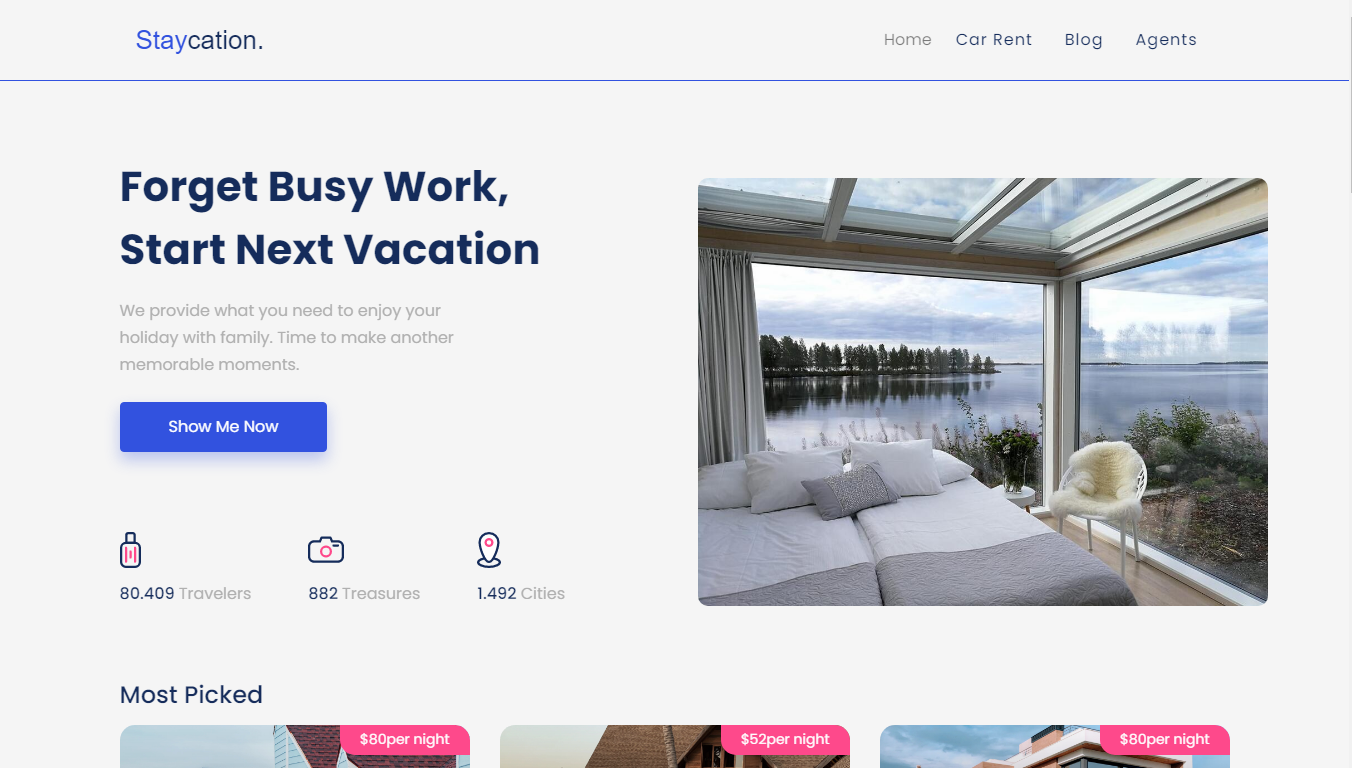 Staycation.
Home Car Rent Blog Agents
Forget Busy Work,
Start Next Vacation
We provide what you need to enjoy your
holiday with family. Time to make another
memorable moments.
Show Me Now
80.409 Travelers
882 Treasures
1.492 Cities
Most Picked
$80per night
$52per night
$80per night